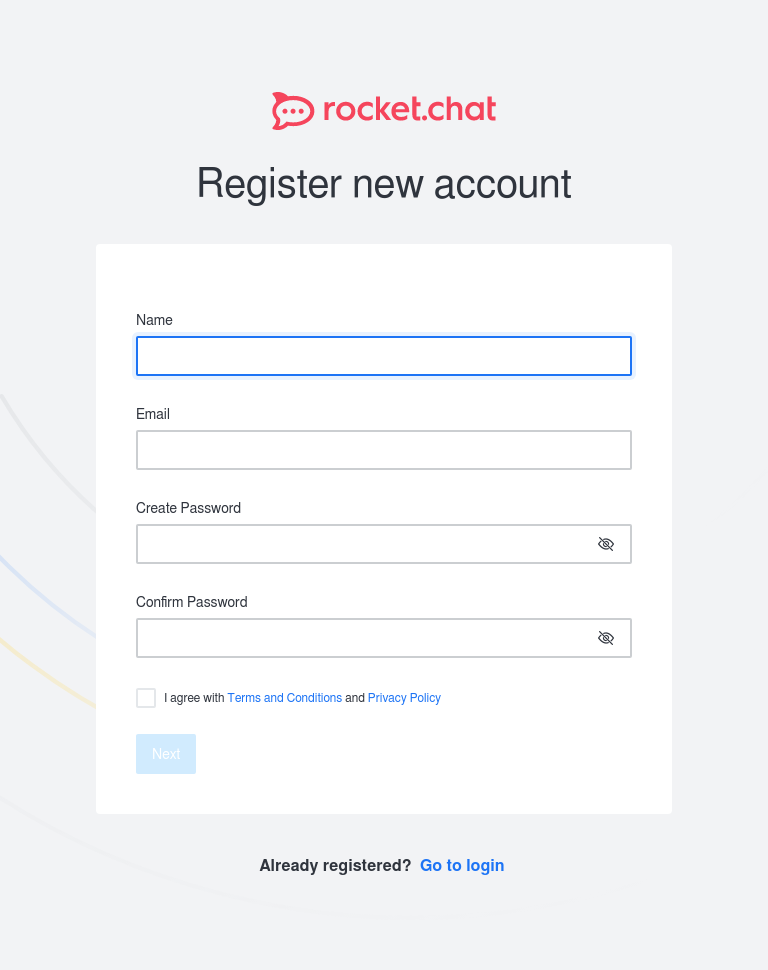 rocket.chat
Register new account
Name
Email
Create Password
Confirm Password
I agree with Terms and Conditions and Privacy Policy
Next
Already registered? Go to login